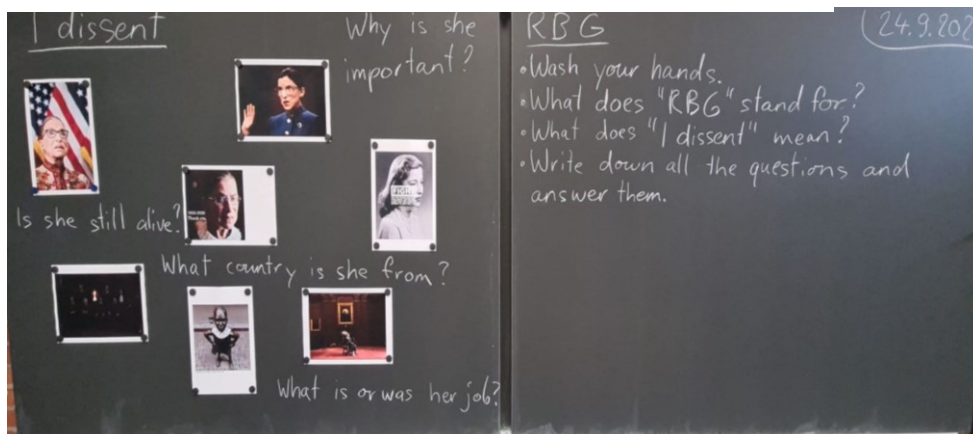 I dissent
Why is she
important?
Is she still alive?
What country is she from?
What is or was her job?
RBG
24.9.202
• Wash your hands.
• What does "RBG" stand for?
• What does "I dissent" mean?
• Write down all the questions and
answer them.